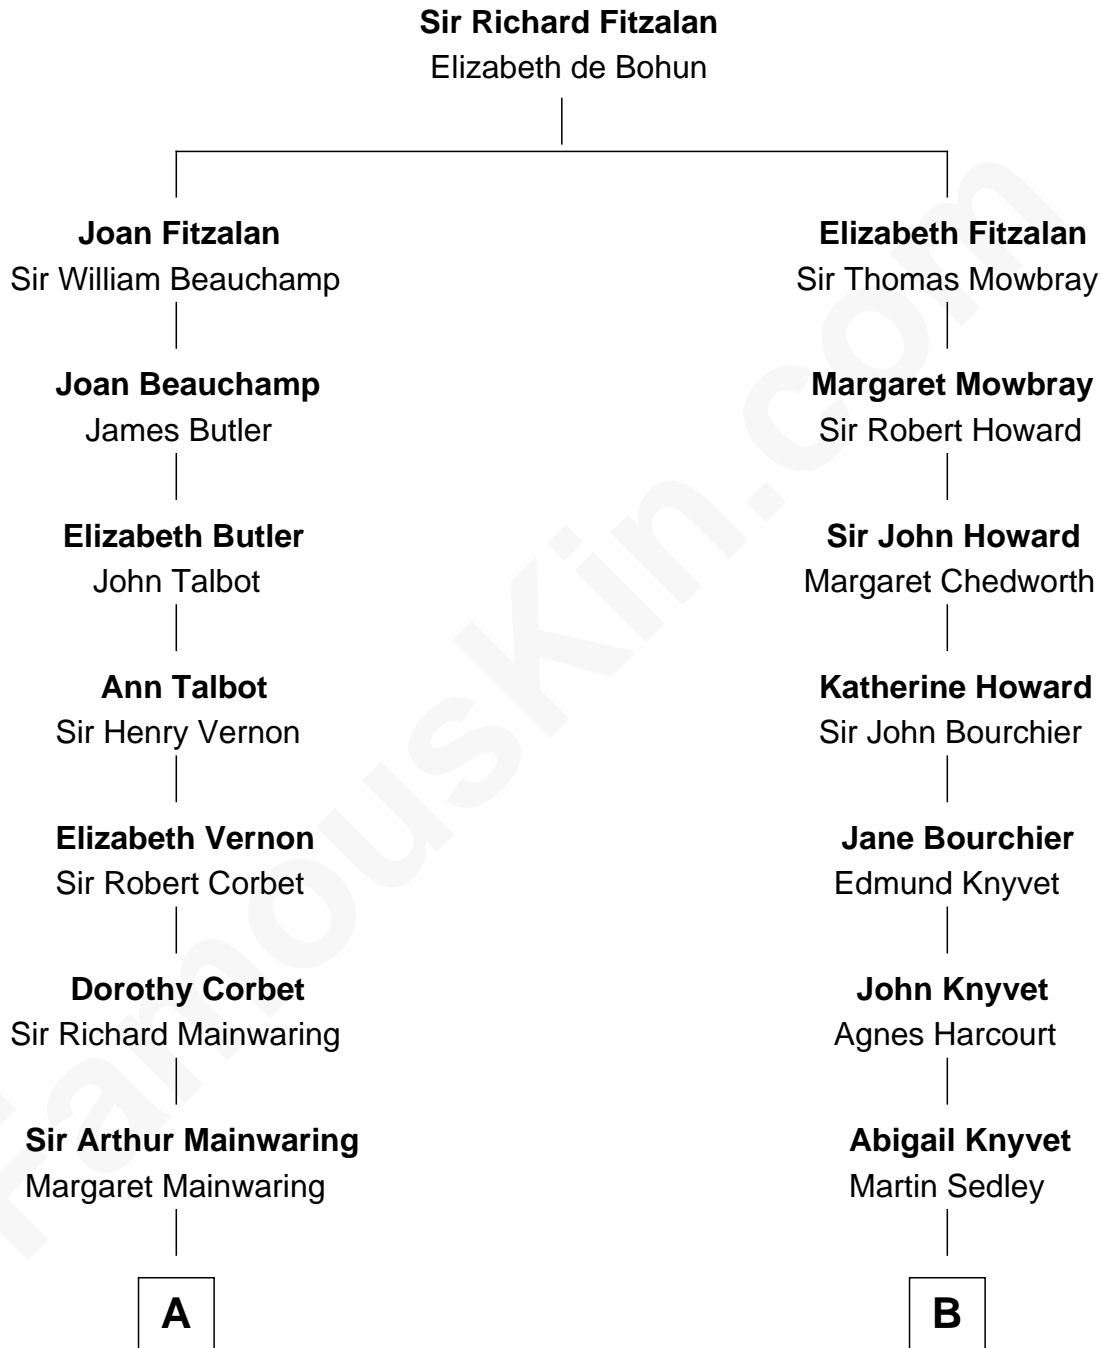 Sir Richard Fitzalan
Elizabeth de Bohun
Joan Fitzalan
Sir William Beauchamp
Elizabeth Fitzalan
Sir Thomas Mowbray
Joan Beauchamp
James Butler
Margaret Mowbray
Sir Robert Howard
Elizabeth Butler
John Talbot
Sir John Howard
Margaret Chedworth
Ann Talbot
Sir Henry Vernon
Katherine Howard
Sir John Bourchier
Elizabeth Vernon
Sir Robert Corbet
Jane Bourchier
Edmund Knyvet
Dorothy Corbet
Sir Richard Mainwaring
John Knyvet
Agnes Harcourt
Sir Arthur Mainwaring
Margaret Mainwaring
Abigail Knyvet
Martin Sedley
A
B
FamousKin.com